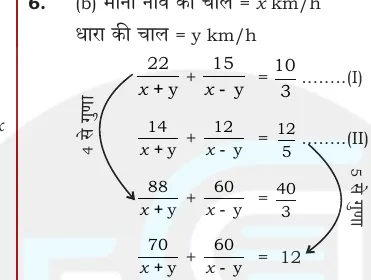 6. (b) माना नाव की चाल = x km/h
धारा की चाल = y km/h
22/(x + y) + 15/(x - y) = 10/3 ........(I)
4 से गुणा
14/(x + y) + 12/(x - y) = 12/5 ........(II)
88/(x + y) + 60/(x - y) = 40/3
5 से गुणा
70/(x + y) + 60/(x - y) = 12